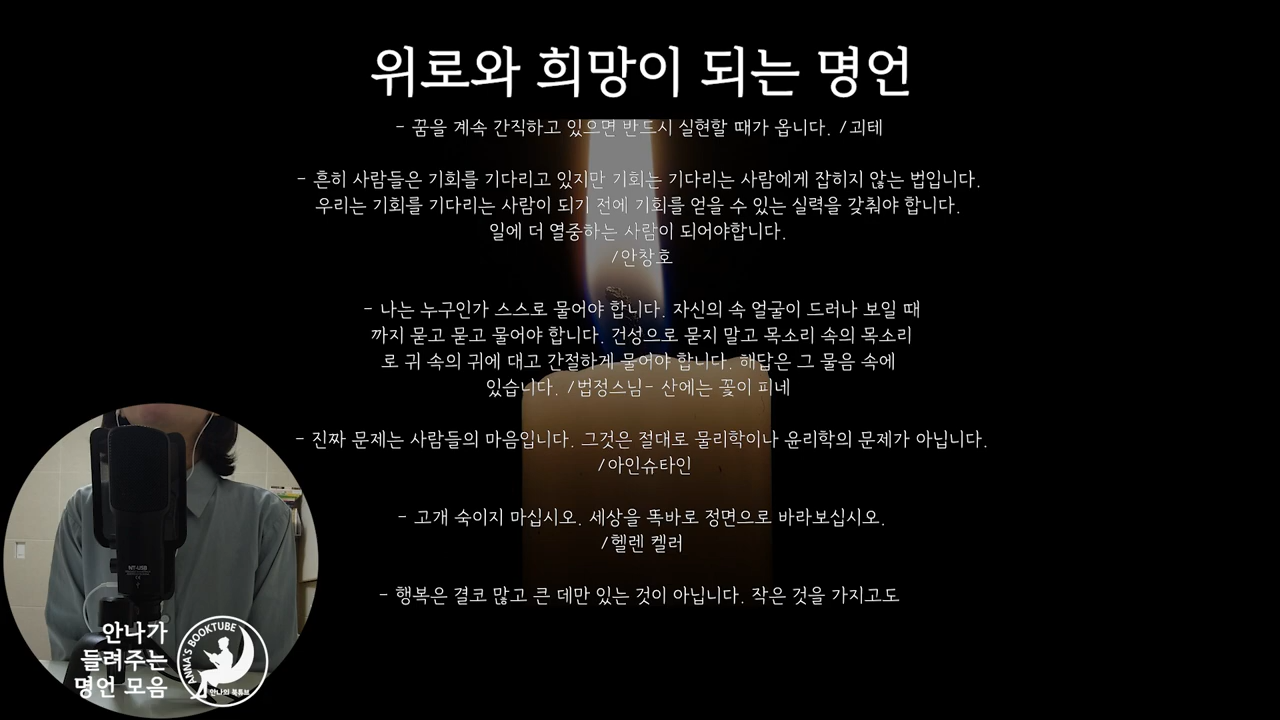 위로와 희망이 되는 명언
- 꿈을 계속 간직하고 있으면 반드시 실현할 때가 옵니다. /괴테
- 흔히 사람들은 기회를 기다리고 있지만 기회는 기다리는 사람에게 잡히지 않는 법입니다.
우리는 기회를 기다리는 사람이 되기 전에 기회를 얻을 수 있는 실력을 갖춰야 합니다.
일에 더 열중하는 사람이 되어야합니다.
/안창호
- 나는 누구인가 스스로 물어야 합니다. 자신의 속 얼굴이 드러나 보일 때
까지 묻고 묻고 물어야 합니다. 건성으로 묻지 말고 목소리 속의 목소리
로 귀 속의 귀에 대고 간절하게 물어야 합니다. 해답은 그 물음 속에
있습니다. /법정스님- 산에는 꽃이 피네
- 진짜 문제는 사람들의 마음입니다. 그것은 절대로 물리학이나 윤리학의 문제가 아닙니다.
/아인슈타인
- 고개 숙이지 마십시오. 세상을 똑바로 정면으로 바라보십시오.
/헬렌 켈러
- 행복은 결코 많고 큰 데만 있는 것이 아닙니다. 작은 것을 가지고도
NT-USB
안나가
들려주는
명언 모음
ANNA'S BOOKTUBE
안나의 북튜브